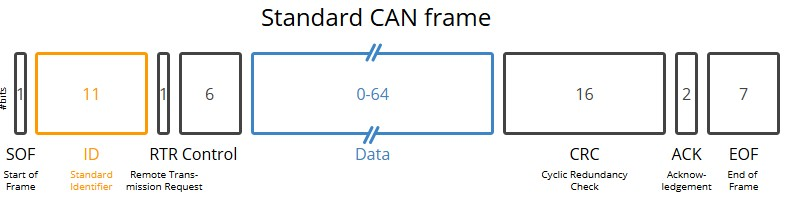 Standard CAN frame
#bits
1
11
1
6
0-64
16
2
7
SOF
ID
RTR
Control
Data
CRC
ACK
EOF
Start of
Frame
Standard
Identifier
Remote Trans-
mission Request
Cyclic Redundancy
Check
Acknow-
ledgement
End of
Frame